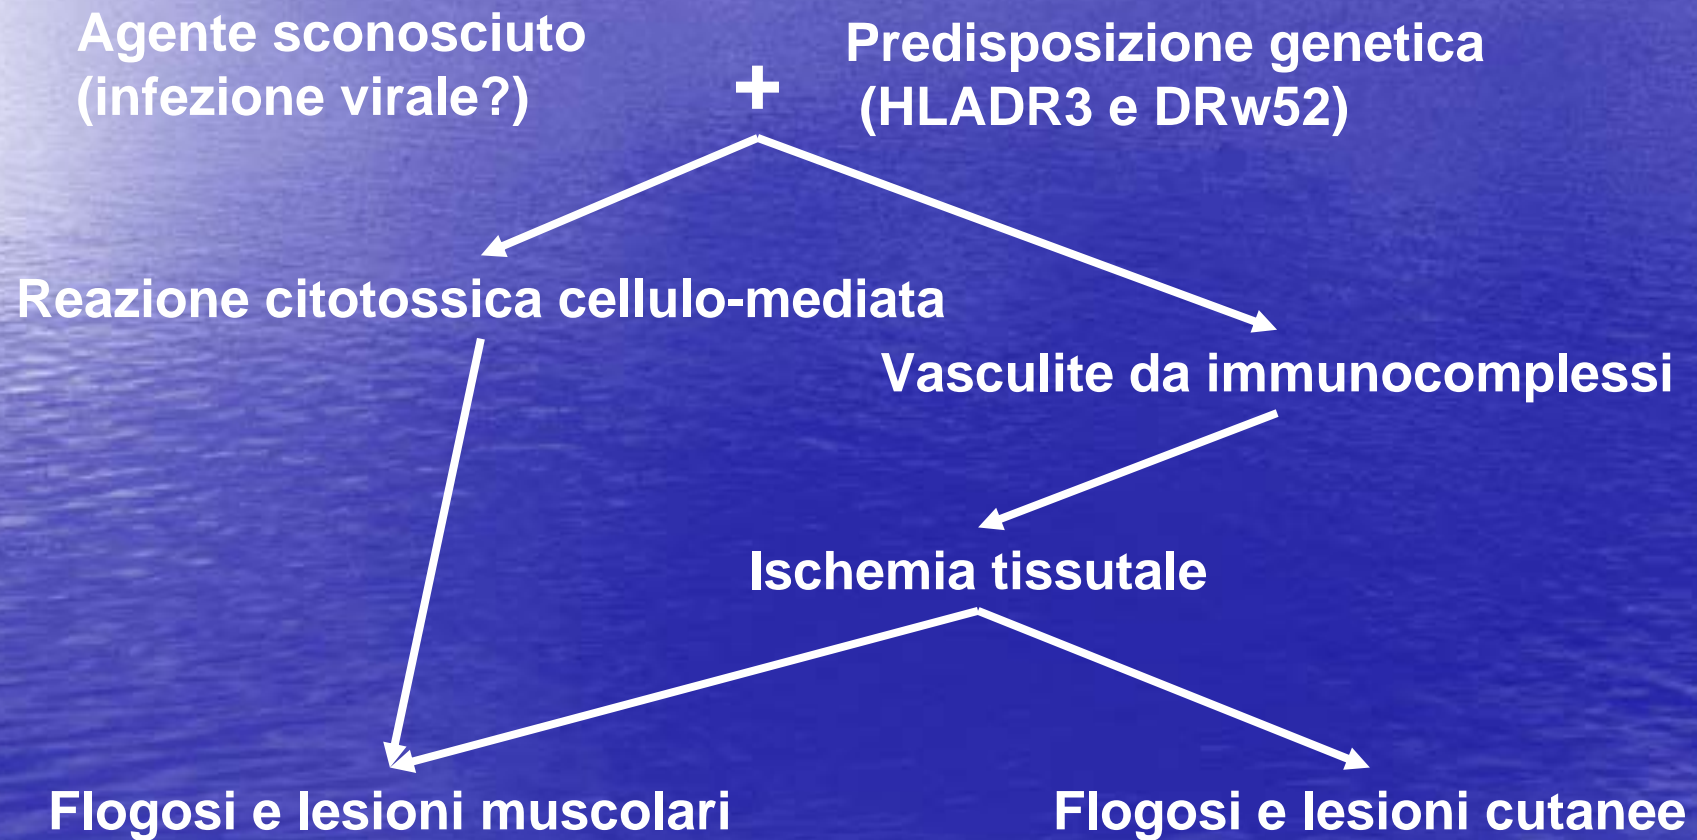 Agente sconosciuto
(infezione virale?)
+
Predisposizione genetica
(HLADR3 e DRw52)
Reazione citotossica cellulo-mediata
Vasculite da immunocomplessi
Ischemia tissutale
Flogosi e lesioni muscolari
Flogosi e lesioni cutanee